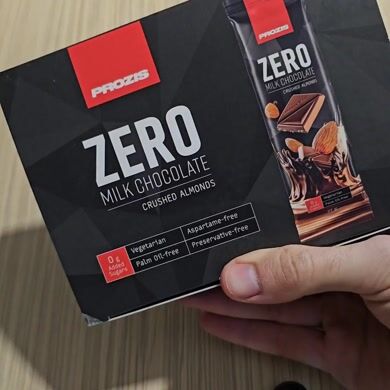 PROZIS
ZERO
MILK CHOCOLATE
CRUSHED ALMONDS
0 g
Added
Sugars
Vegetarian
Aspartame-free
Palm Oil-free
Preservative-free
PROZIS
ZERO
MILK CHOCOLATE
CRUSHED ALMONDS